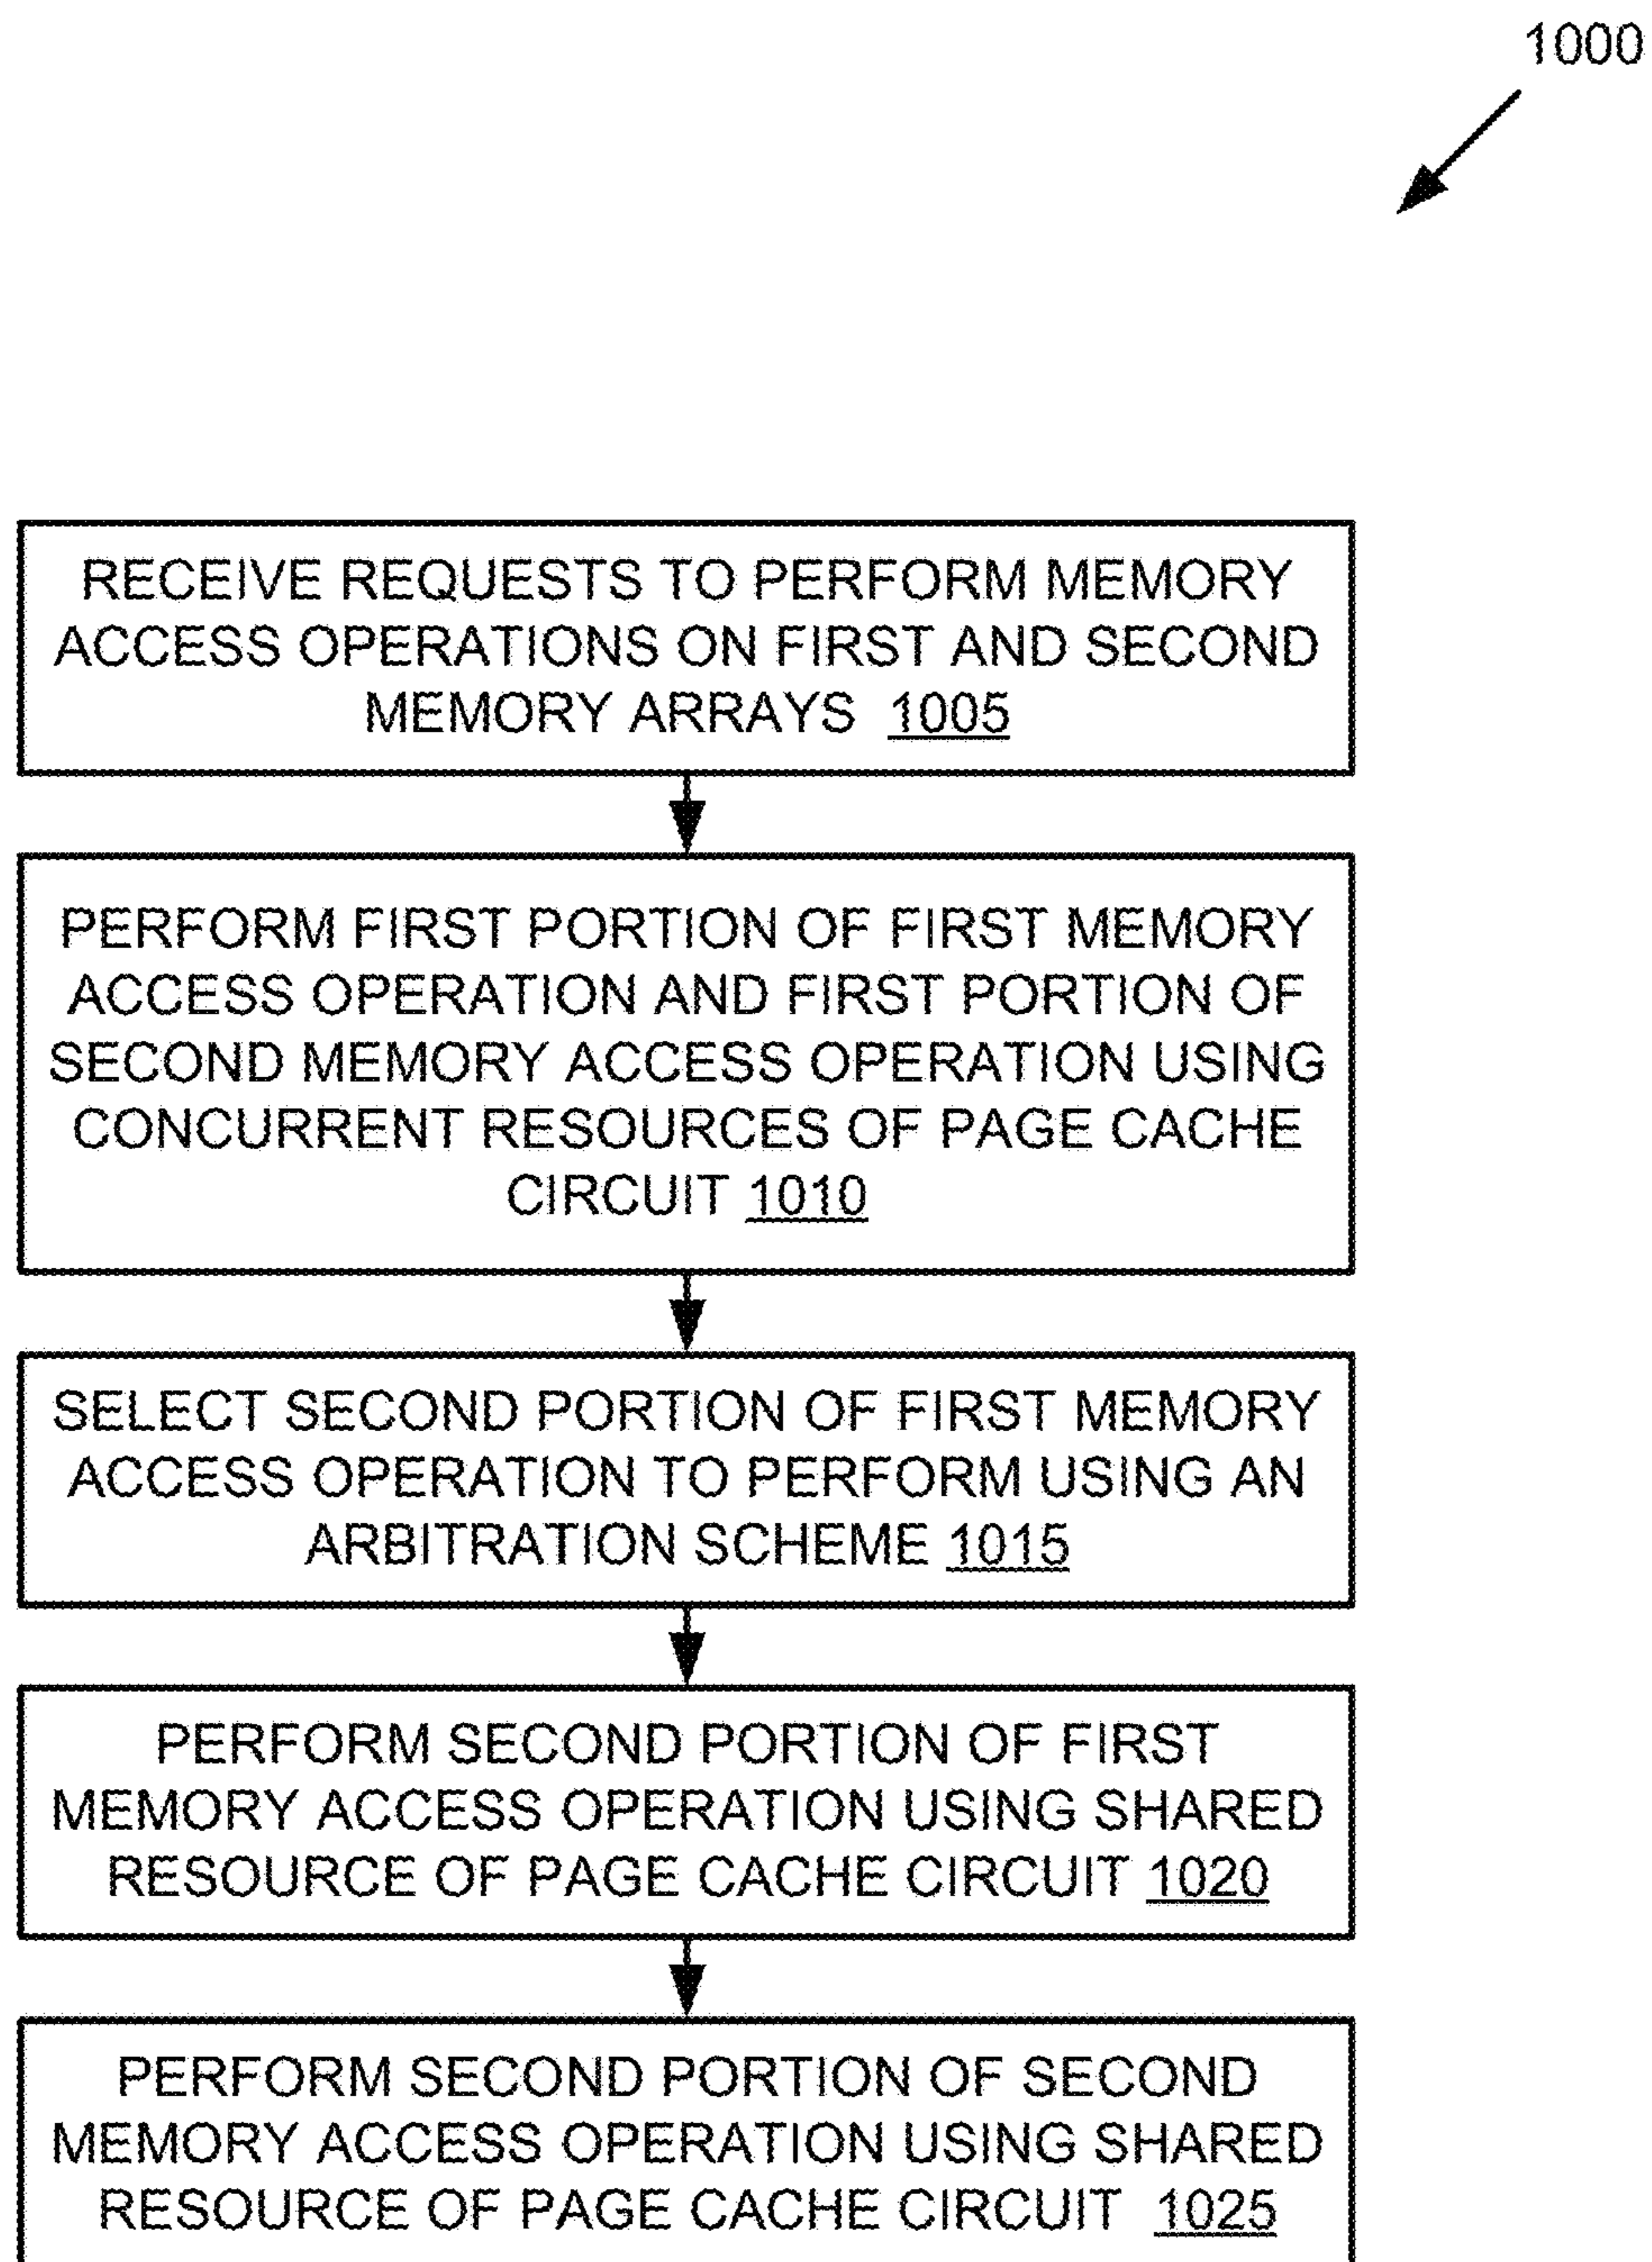 1000
RECEIVE REQUESTS TO PERFORM MEMORY
ACCESS OPERATIONS ON FIRST AND SECOND
MEMORY ARRAYS 1005
PERFORM FIRST PORTION OF FIRST MEMORY
ACCESS OPERATION AND FIRST PORTION OF
SECOND MEMORY ACCESS OPERATION USING
CONCURRENT RESOURCES OF PAGE CACHE
CIRCUIT 1010
SELECT SECOND PORTION OF FIRST MEMORY
ACCESS OPERATION TO PERFORM USING AN
ARBITRATION SCHEME 1015
PERFORM SECOND PORTION OF FIRST
MEMORY ACCESS OPERATION USING SHARED
RESOURCE OF PAGE CACHE CIRCUIT 1020
PERFORM SECOND PORTION OF SECOND
MEMORY ACCESS OPERATION USING SHARED
RESOURCE OF PAGE CACHE CIRCUIT 1025